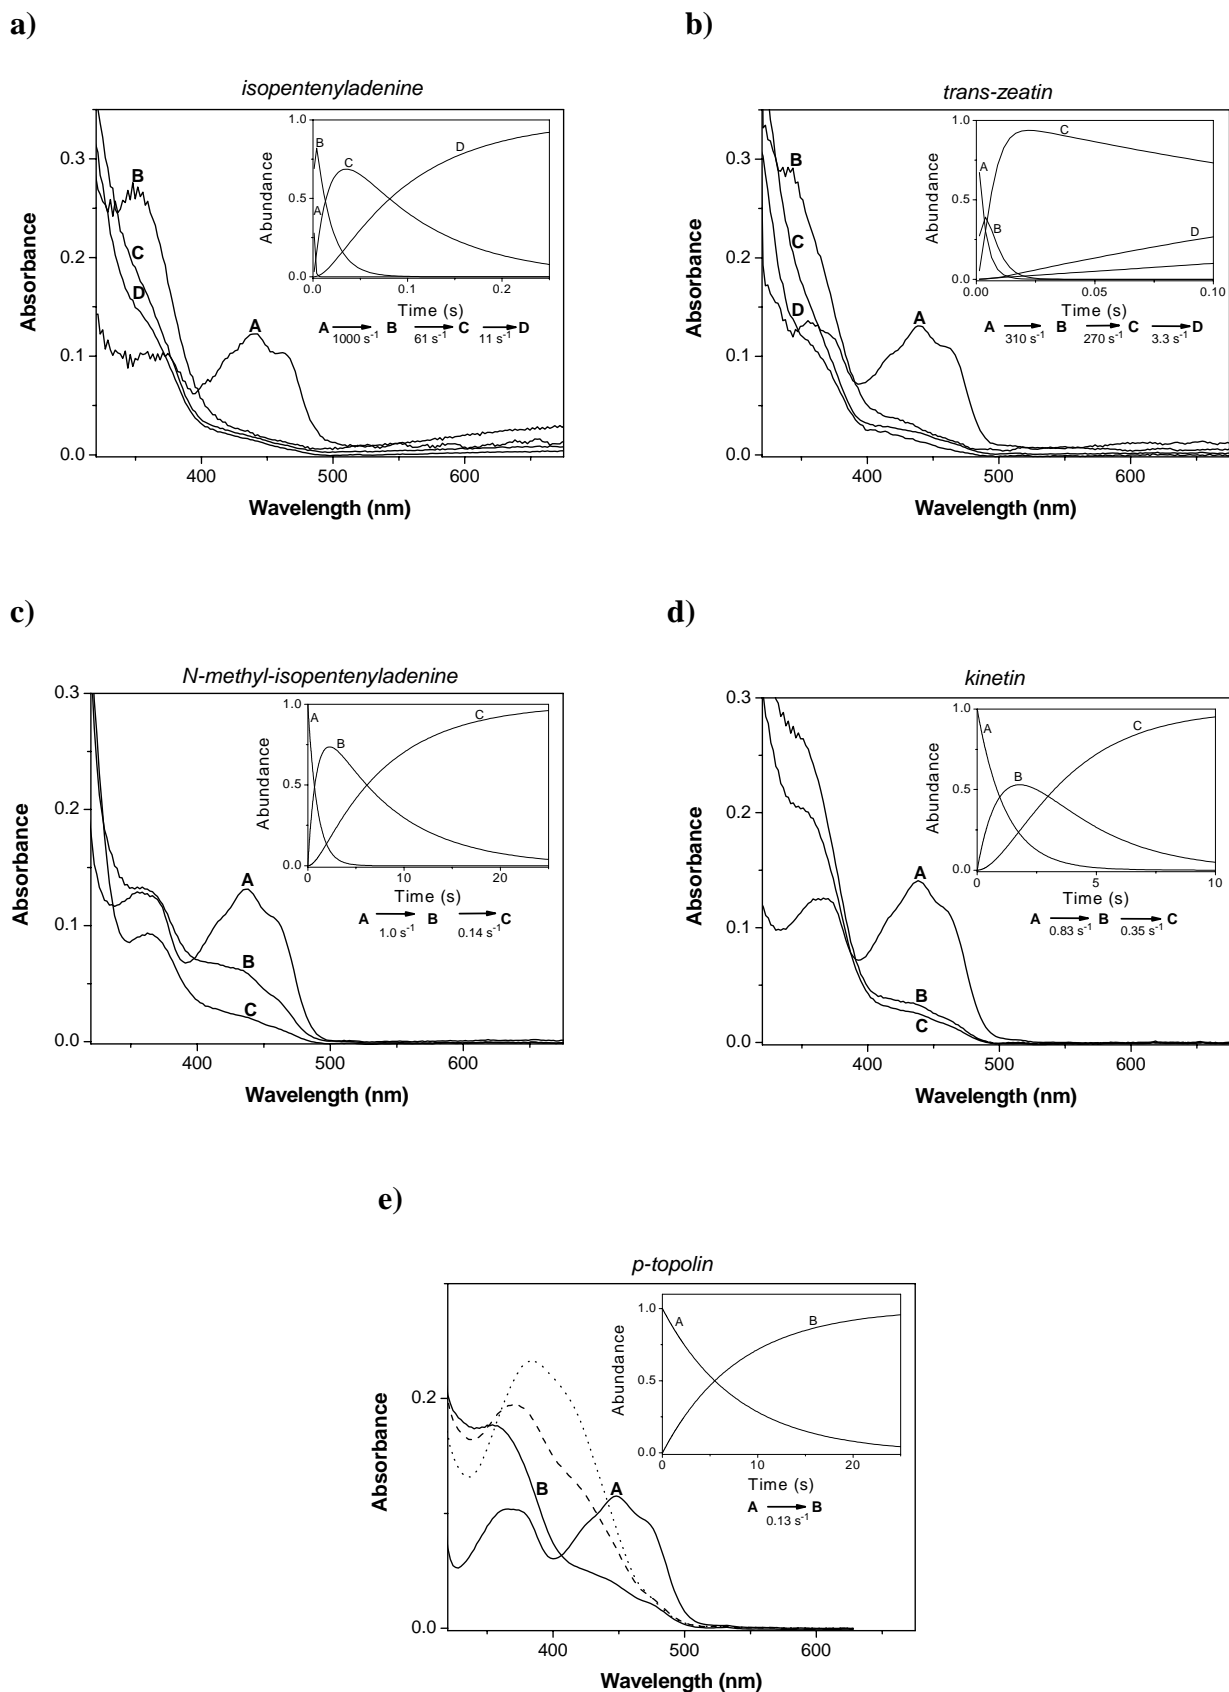 a)
isopentenyladenine
Absorbance
0.3
0.2
0.1
0.0
400
500
600
Wavelength (nm)
B
C
D
A
Abundance
1.0
0.5
0.0
0.0
0.1
0.2
Time (s)
B
A
C
D
A B C D
1000 s-1 61 s-1 11 s-1
b)
trans-zeatin
Absorbance
0.3
0.2
0.1
0.0
400
500
600
Wavelength (nm)
B
C
D
A
Abundance
1.0
0.5
0.0
0.00
0.05
0.10
Time (s)
A
B
C
D
A B C D
310 s-1 270 s-1 3.3 s-1
c)
N-methyl-isopentenyladenine
Absorbance
0.3
0.2
0.1
0.0
400
500
600
Wavelength (nm)
A
B
C
Abundance
1.0
0.5
0.0
0
10
20
Time (s)
A
B
C
A B C
1.0 s-1 0.14 s-1
d)
kinetin
Absorbance
0.3
0.2
0.1
0.0
400
500
600
Wavelength (nm)
A
B
C
Abundance
1.0
0.5
0.0
0
5
10
Time (s)
A
B
C
A B C
0.83 s-1 0.35 s-1
e)
p-topolin
Absorbance
0.2
0.0
400
500
600
Wavelength (nm)
B
A
Abundance
1.0
0.5
0.0
0
10
20
Time (s)
A
B
A B
0.13 s-1